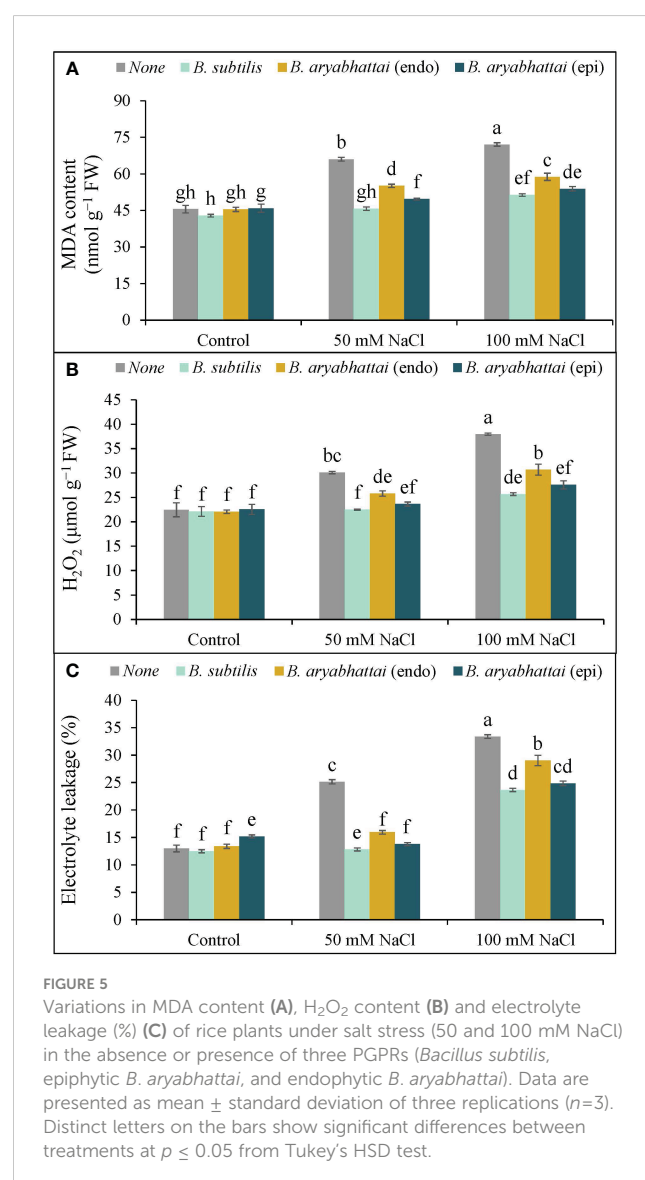 A
None B. subtilis B. aryabhattai (endo) B. aryabhattai (epi)
MDA content
(nmol g⁻¹ FW)
90
75
60
45
30
15
0
gh h gh g
b gh d f
a ef c de
Control 50 mM NaCl 100 mM NaCl
B
None B. subtilis B. aryabhattai (endo) B. aryabhattai (epi)
H₂O₂ (µmol g⁻¹ FW)
40
35
30
25
20
15
10
5
0
f f f f
bc f de ef
a de b ef
Control 50 mM NaCl 100 mM NaCl
C
None B. subtilis B. aryabhattai (endo) B. aryabhattai (epi)
Electrolyte leakage (%)
40
35
30
25
20
15
10
5
0
f f f e
c e f f
a d b cd
Control 50 mM NaCl 100 mM NaCl
FIGURE 5
Variations in MDA content (A), H₂O₂ content (B) and electrolyte
leakage (%) (C) of rice plants under salt stress (50 and 100 mM NaCl)
in the absence or presence of three PGPRs (Bacillus subtilis,
epiphytic B. aryabhattai, and endophytic B. aryabhattai). Data are
presented as mean ± standard deviation of three replications (n=3).
Distinct letters on the bars show significant differences between
treatments at p ≤ 0.05 from Tukey's HSD test.